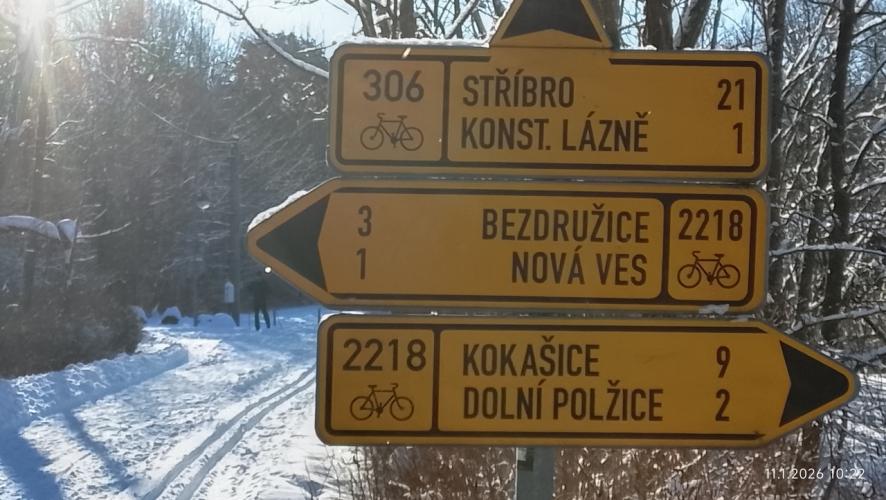 306 STŘÍBRO 21
KONST. LÁZNĚ 1
3 BEZDRUŽICE 2218
1 NOVÁ VES
2218 KOKAŠICE 9
DOLNÍ POLŽICE 2
11.1.2026 10:22